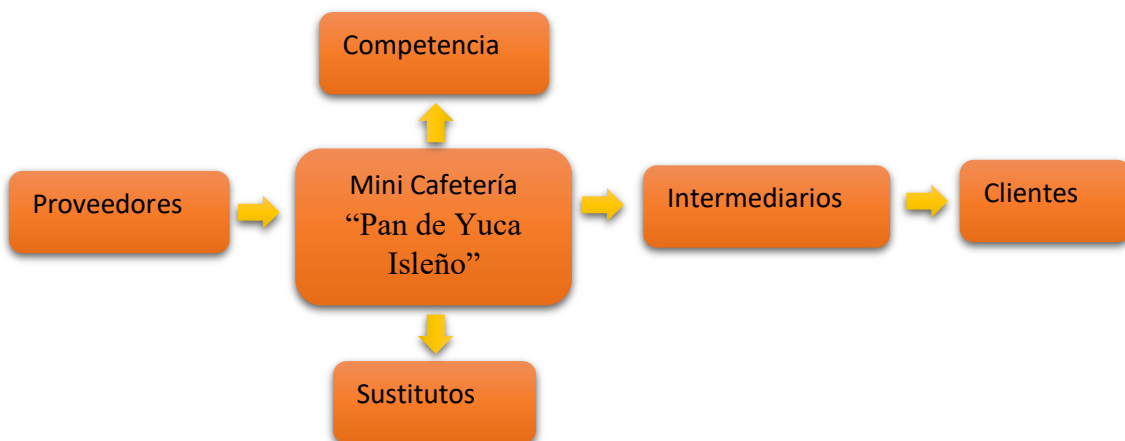 Competencia
Proveedores
Mini Cafetería
“Pan de Yuca
Isleño”
Intermediarios
Clientes
Sustitutos